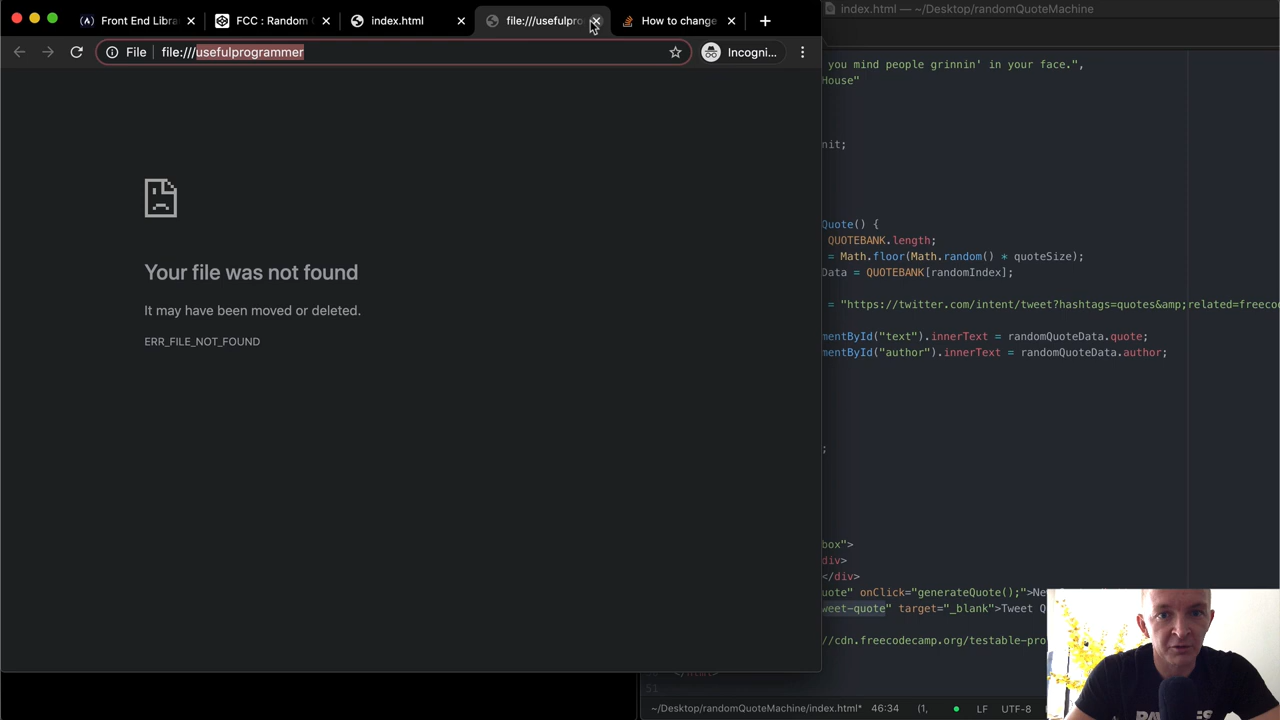 Front End Libra
FCC : Random
index.html
file:///usefulpro
How to change
File
file:///usefulprogrammer
Incogni...
Your file was not found
It may have been moved or deleted.
ERR_FILE_NOT_FOUND
index.html — ~/Desktop/randomQuoteMachine
you mind people grinnin' in your face.",
House"
nit;
Quote() {
QUOTEBANK.length;
= Math.floor(Math.random() * quoteSize);
Data = QUOTEBANK[randomIndex];
= "https://twitter.com/intent/tweet?hashtags=quotes&amp;related=freeco
mentById("text").innerText = randomQuoteData.quote;
mentById("author").innerText = randomQuoteData.author;
;
box">
div>
</div>
uote" onClick="generateQuote();">Ne
weet-quote" target="_blank">Tweet Q
//cdn.freecodecamp.org/testable-pro
</html>
51
~/Desktop/randomQuoteMachine/index.html* 46:34 (1,
LF UTF-8